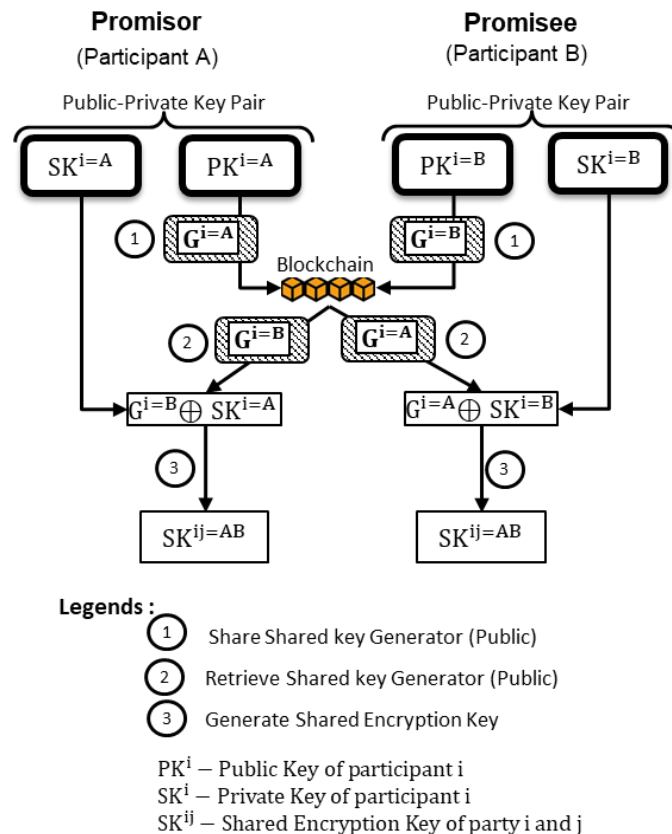 Promisor Promisee
(Participant A) (Participant B)
Public-Private Key Pair Public-Private Key Pair
SK^{i=A} PK^{i=A} PK^{i=B} SK^{i=B}
1 G^{i=A} G^{i=B} 1
Blockchain
2 G^{i=B} G^{i=A} 2
G^{i=B} ⊕ SK^{i=A} G^{i=A} ⊕ SK^{i=B}
3 3
SK^{ij=AB} SK^{ij=AB}
Legends :
1 Share Shared key Generator (Public)
2 Retrieve Shared key Generator (Public)
3 Generate Shared Encryption Key
PK^i – Public Key of participant i
SK^i – Private Key of participant i
SK^{ij} – Shared Encryption Key of party i and j